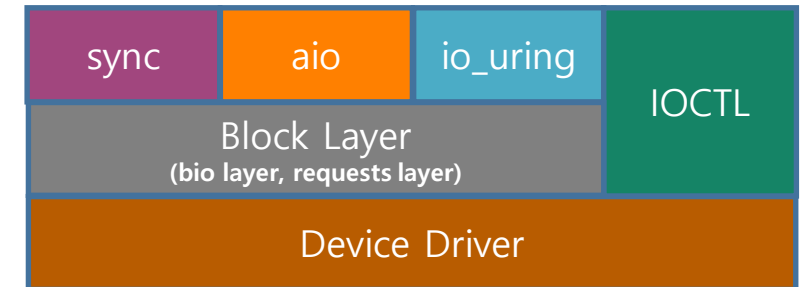 sync
aio
io_uring
IOCTL
Block Layer
(bio layer, requests layer)
Device Driver